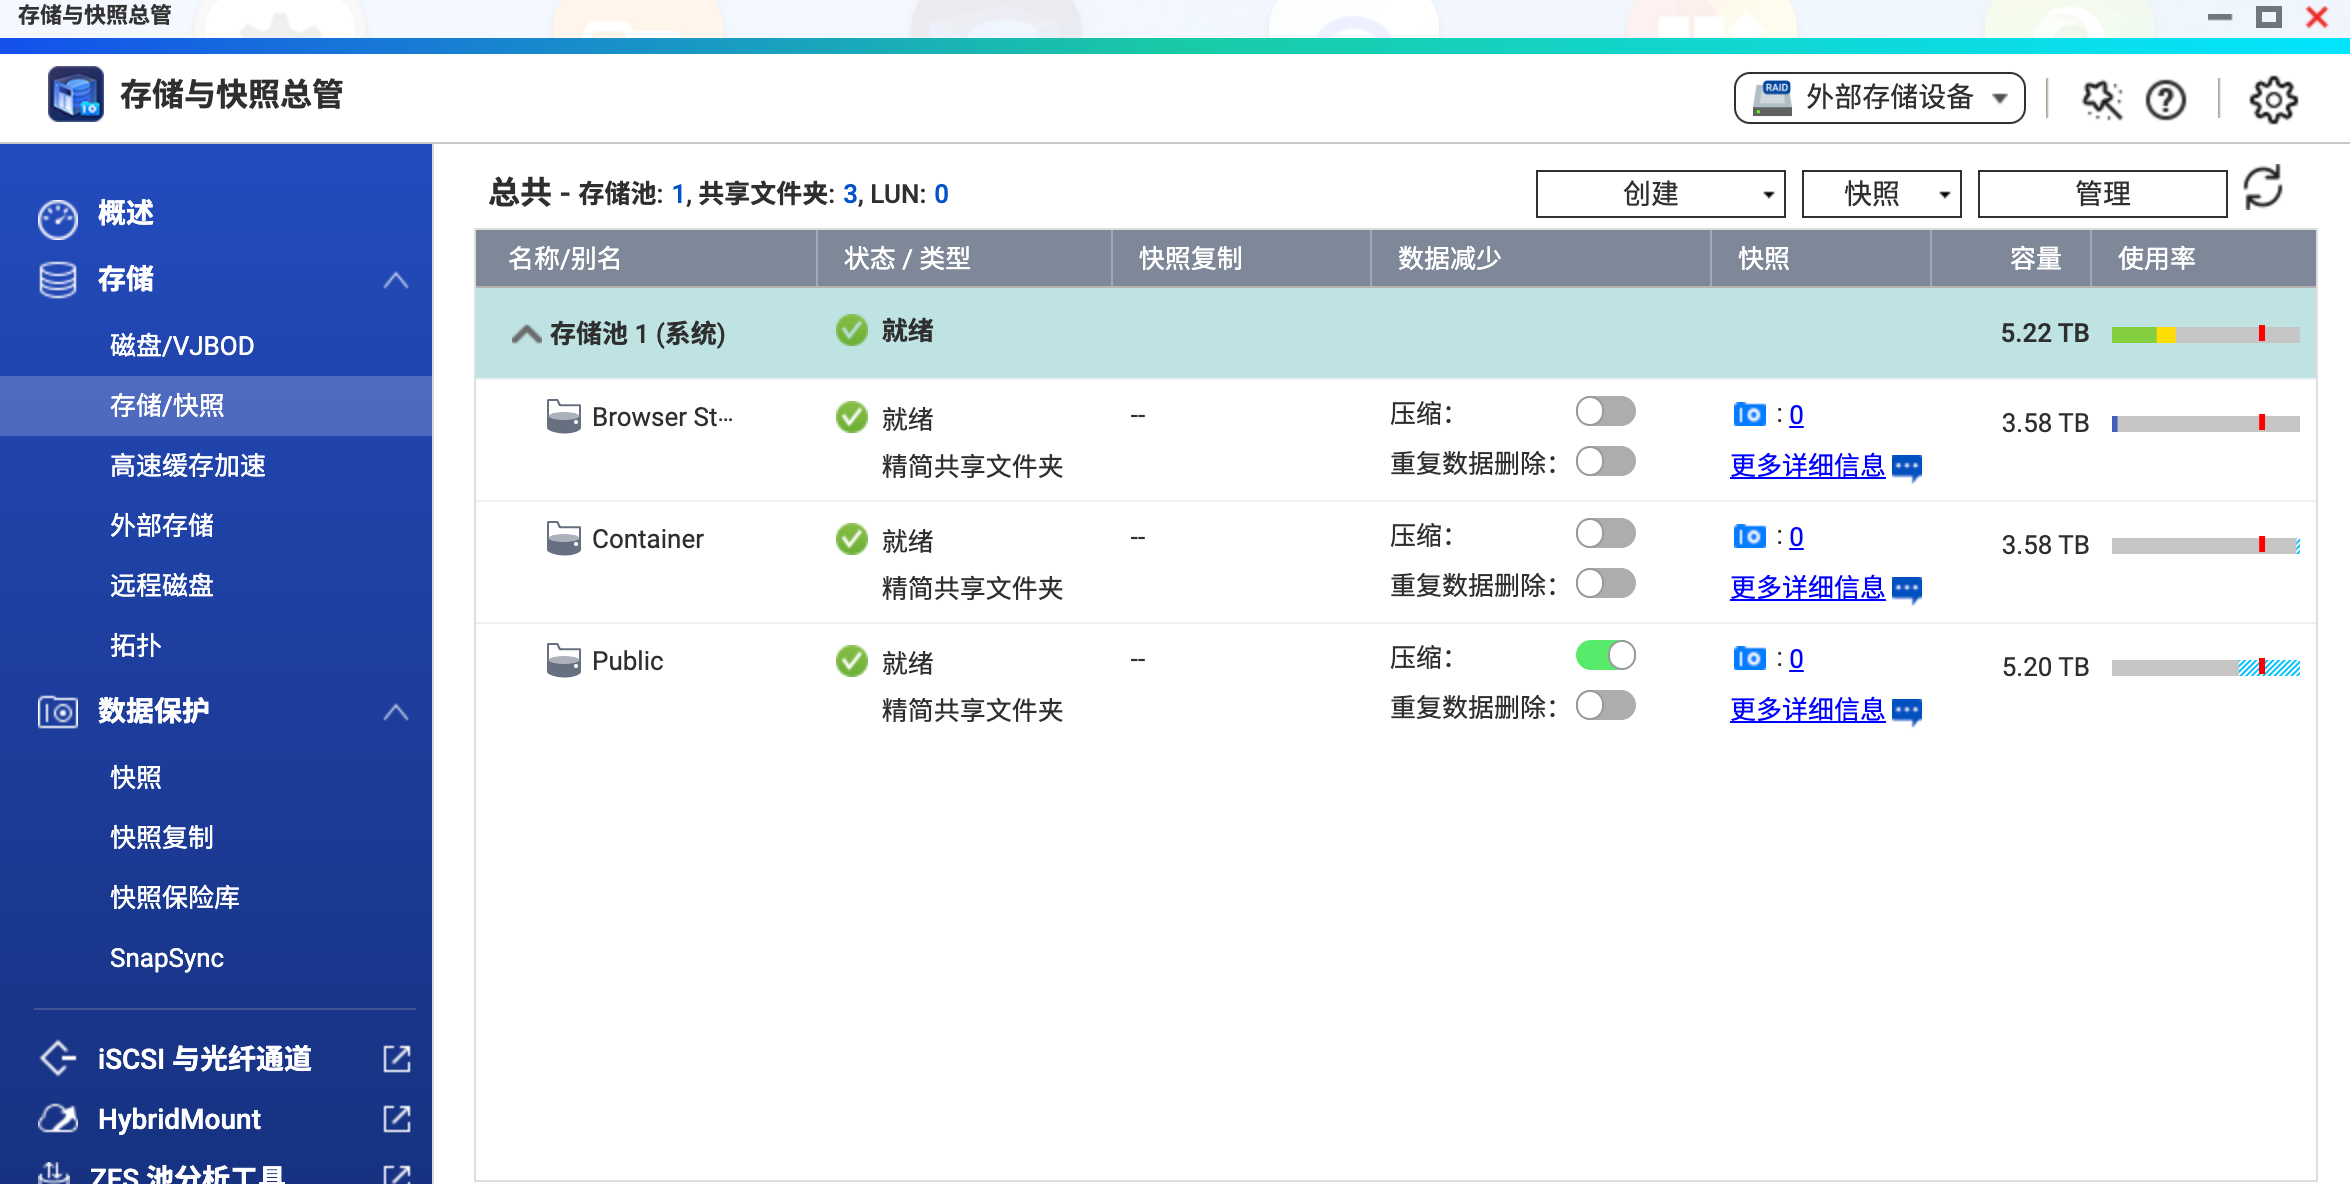 存储与快照总管
存储与快照总管
RAID 外部存储设备
概述
存储
磁盘/VJBOD
存储/快照
高速缓存加速
外部存储
远程磁盘
拓扑
数据保护
快照
快照复制
快照保险库
SnapSync
iSCSI 与光纤通道
HybridMount
ZFS 池分析工具
总共 - 存储池: 1, 共享文件夹: 3, LUN: 0
创建 快照 管理
名称/别名 状态 / 类型 快照复制 数据减少 快照 容量 使用率
存储池 1 (系统) 就绪 5.22 TB
Browser St... 就绪 -- 压缩： : 0 3.58 TB
精简共享文件夹 重复数据删除： 更多详细信息
Container 就绪 -- 压缩： : 0 3.58 TB
精简共享文件夹 重复数据删除： 更多详细信息
Public 就绪 -- 压缩： : 0 5.20 TB
精简共享文件夹 重复数据删除： 更多详细信息